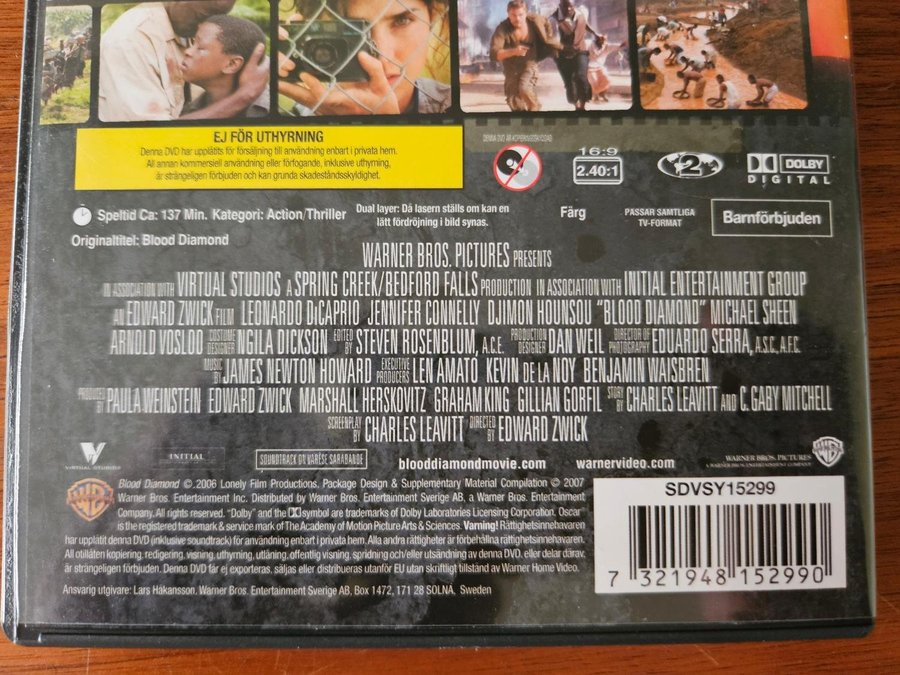 EJ FÖR UTHYRNING
Denna DVD har upplåtits för försäljning till användning enbart i privata hem.
All annan kommersiell användning eller förfogande, inklusive uthyrning,
är strängeligen förbjuden och kan grunda skadeståndsskyldighet.
DENNA DVD ÄR KOPIERINGSSKYDDAD
16:9
2.40:1
2
DOLBY
DIGITAL
Speltid Ca: 137 Min. Kategori: Action/Thriller
Dual layer: Då lasern ställs om kan en
lätt fördröjning i bild synas.
Färg
PASSAR SAMTLIGA
TV-FORMAT
Barnförbjuden
Originaltitel: Blood Diamond
WARNER BROS. PICTURES PRESENTS
IN ASSOCIATION WITH VIRTUAL STUDIOS A SPRING CREEK/BEDFORD FALLS PRODUCTION IN ASSOCIATION WITH INITIAL ENTERTAINMENT GROUP
AN EDWARD ZWICK FILM LEONARDO DiCAPRIO JENNIFER CONNELLY DJIMON HOUNSOU "BLOOD DIAMOND" MICHAEL SHEEN
ARNOLD VOSLOO COSTUME DESIGNER NGILA DICKSON EDITED BY STEVEN ROSENBLUM, A.C.E. PRODUCTION DESIGNER DAN WEIL DIRECTOR OF PHOTOGRAPHY EDUARDO SERRA, A.S.C., A.F.C.
MUSIC BY JAMES NEWTON HOWARD EXECUTIVE PRODUCERS LEN AMATO KEVIN DE LA NOY BENJAMIN WAISBREN
PRODUCED BY PAULA WEINSTEIN EDWARD ZWICK MARSHALL HERSKOVITZ GRAHAM KING GILLIAN GORFIL STORY BY CHARLES LEAVITT AND C. GABY MITCHELL
SCREENPLAY BY CHARLES LEAVITT DIRECTED BY EDWARD ZWICK
VIRTUAL STUDIOS
INITIAL
SOUNDTRACK ON VARÈSE SARABANDE
blooddiamondmovie.com
warnervideo.com
WARNER BROS. PICTURES
A WARNER BROS. ENTERTAINMENT COMPANY
Blood Diamond © 2006 Lonely Film Productions. Package Design & Supplementary Material Compilation © 2007
Warner Bros. Entertainment Inc. Distributed by Warner Bros. Entertainment Sverige AB, a Warner Bros. Entertainment
Company. All rights reserved. "Dolby" and the symbol are trademarks of Dolby Laboratories Licensing Corporation. Oscar
is the registered trademark & service mark of The Academy of Motion Picture Arts & Sciences. Varning! Rättighetsinnehavaren
har upplåtit denna DVD (inklusive soundtrack) för användning enbart i privata hem. Alla andra rättigheter är förbehållna rättighetsinnehavaren.
All otillåten kopiering, redigering, visning, uthyrning, utlåning, offentlig visning, spridning och/eller utsändning av denna DVD, eller delar därav,
är strängeligen förbjuden. Denna DVD får ej exporteras, säljas eller distribueras utanför EU utan skriftligt tillstånd av Warner Home Video.
Ansvarig utgivare: Lars Håkansson. Warner Bros. Entertainment Sverige AB, Box 1472, 171 28 SOLNA, Sweden
SDVSY15299
7 321948 152990